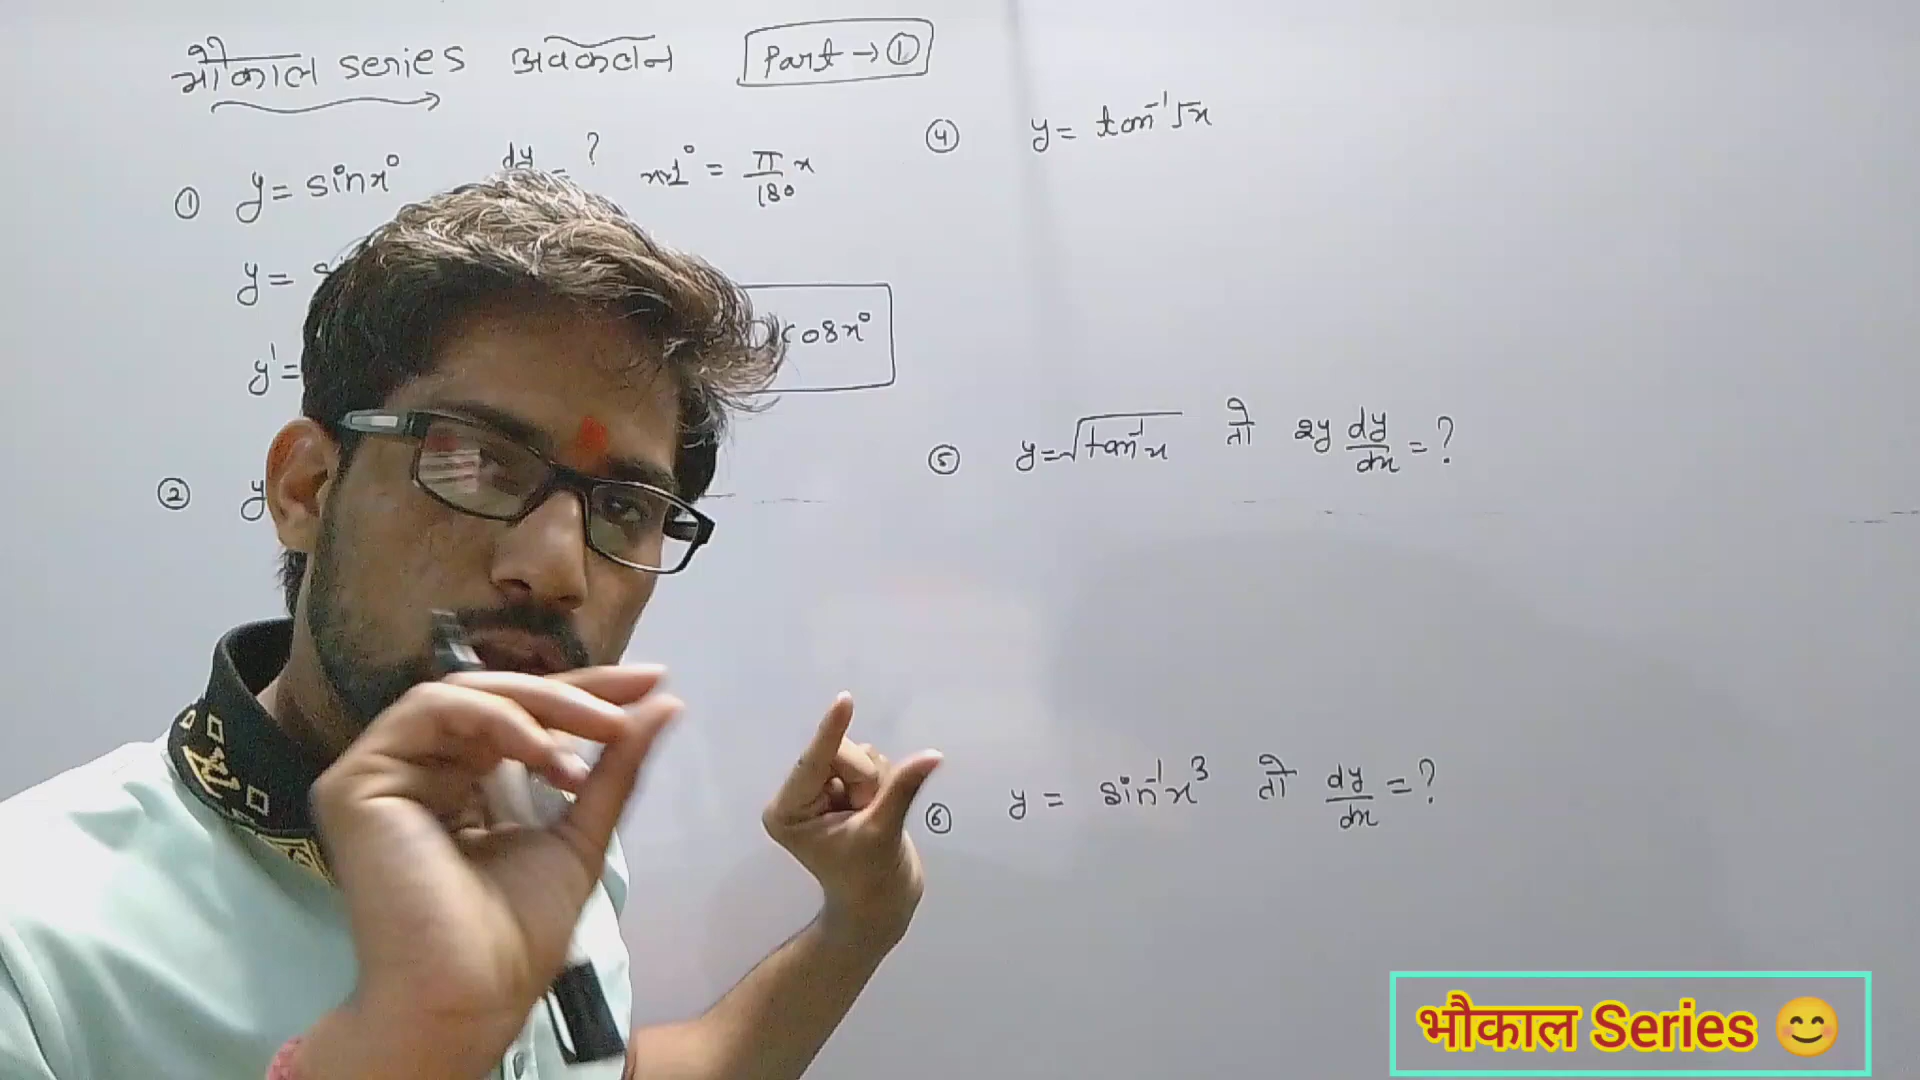 भौकाल series अवकलन Part → ①
① y = sinx° dy = ? x×1° = π/180 x
y =
y' = cosx°
② y
④ y = tan⁻¹√x
⑤ y = √tan⁻¹x तो 2y dy/dx = ?
⑥ y = sin⁻¹x³ तो dy/dx = ?
भौकाल Series 😊